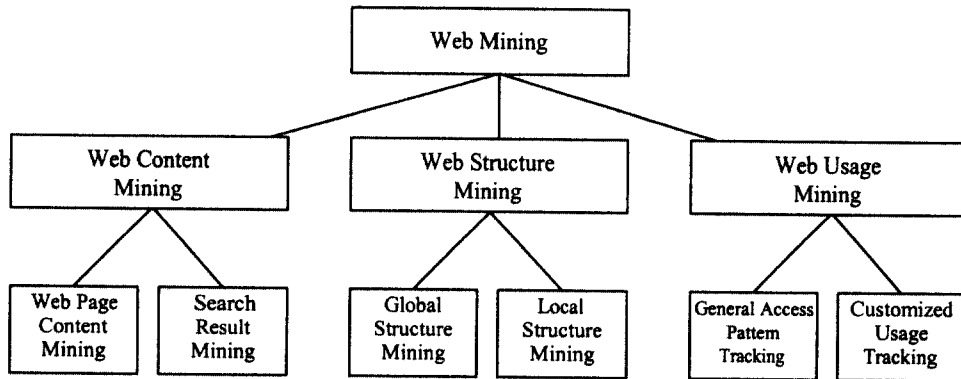 Web Mining
Web Content
Mining
Web Structure
Mining
Web Usage
Mining
Web Page
Content
Mining
Search
Result
Mining
Global
Structure
Mining
Local
Structure
Mining
General Access
Pattern
Tracking
Customized
Usage
Tracking